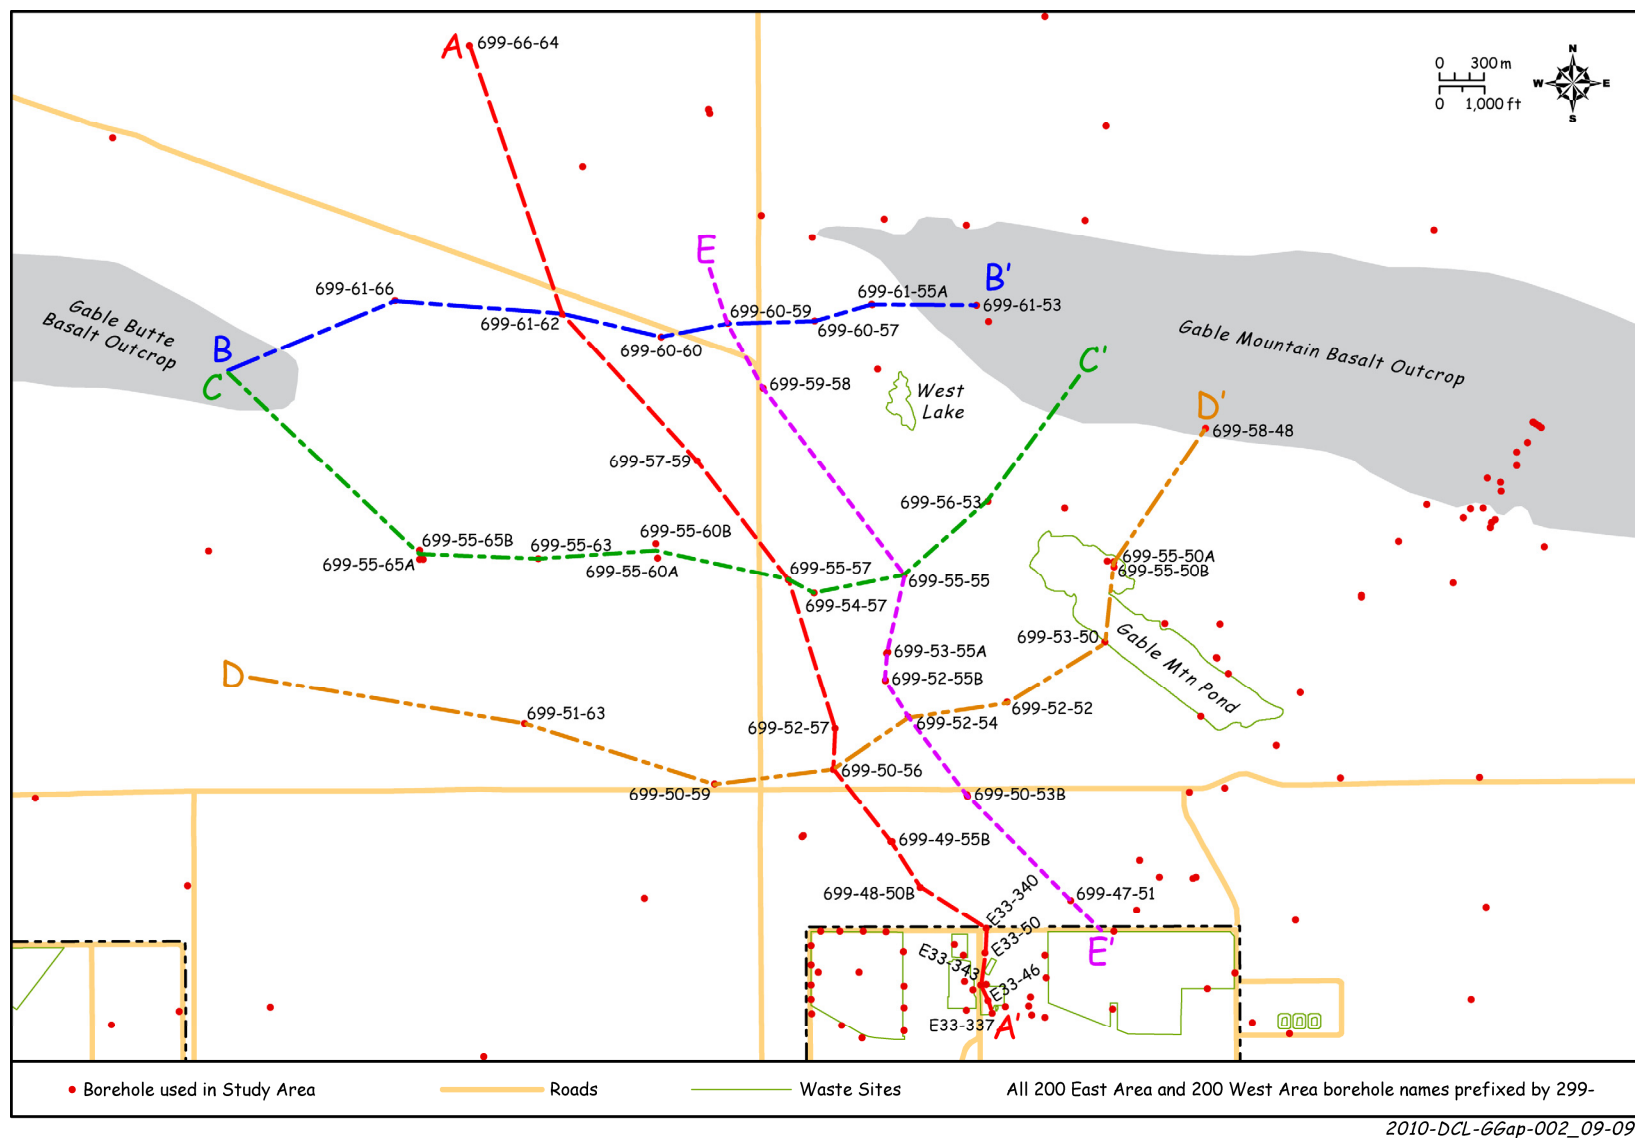 A
699-66-64
0 300 m
0 1,000 ft
N
W
E
S
E
B'
699-61-66
699-61-55A
699-61-53
Gable Butte
Basalt Outcrop
699-61-62
699-60-59
699-60-57
Gable Mountain Basalt Outcrop
B
699-60-60
C
C'
699-59-58
West
Lake
D'
699-58-48
699-57-59
699-56-53
699-55-65B
699-55-65A
699-55-63
699-55-60B
699-55-60A
699-55-57
699-55-55
699-54-57
699-55-50A
699-55-50B
699-53-50
Gable Mtn Pond
699-53-55A
D
699-52-55B
699-51-63
699-52-52
699-52-57
699-52-54
699-50-56
699-50-59
699-50-53B
699-49-55B
699-48-50B
699-47-51
E33-340
E33-50
E33-343
E33-46
E33-337
A'
E'
Borehole used in Study Area
Roads
Waste Sites
All 200 East Area and 200 West Area borehole names prefixed by 299-
2010-DCL-GGap-002_09-09